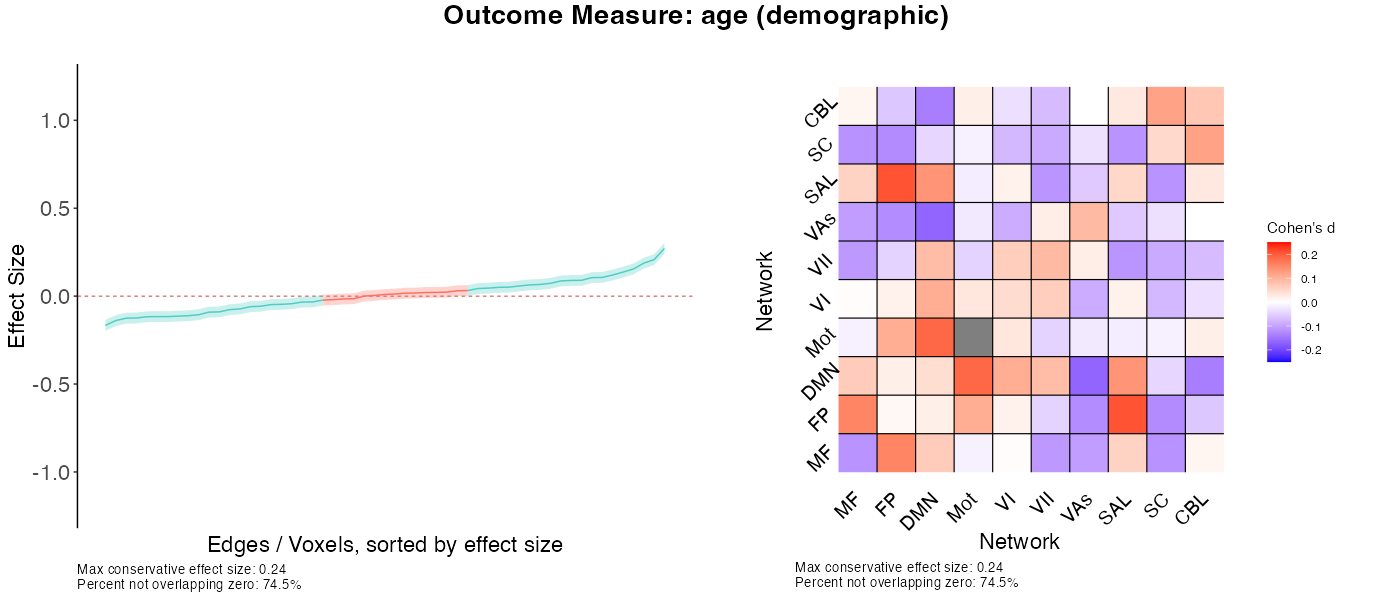 Outcome Measure: age (demographic)
Effect Size
1.0
0.5
0.0
-0.5
-1.0
Edges / Voxels, sorted by effect size
Max conservative effect size: 0.24
Percent not overlapping zero: 74.5%
Network
CBL
SC
SAL
VAs
VII
VI
Mot
DMN
FP
MF
MF
FP
DMN
Mot
VI
VII
VAs
SAL
SC
CBL
Network
Max conservative effect size: 0.24
Percent not overlapping zero: 74.5%
Cohen's d
0.2
0.1
0.0
-0.1
-0.2